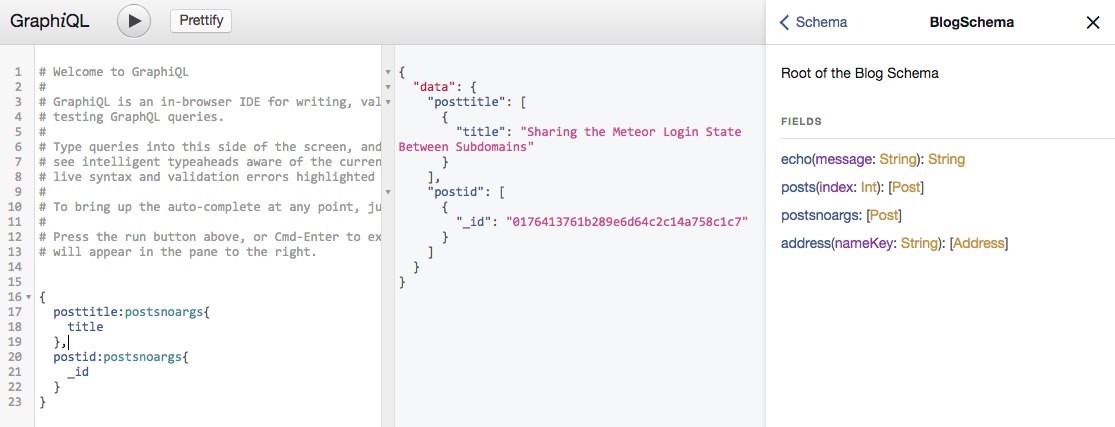 GraphiQL
Prettify
1 # Welcome to GraphiQL
2 #
3 # GraphiQL is an in-browser IDE for writing, val
4 # testing GraphQL queries.
5 #
6 # Type queries into this side of the screen, and
7 # see intelligent typeaheads aware of the curren
8 # live syntax and validation errors highlighted
9 #
10 # To bring up the auto-complete at any point, ju
11 #
12 # Press the run button above, or Cmd-Enter to ex
13 # will appear in the pane to the right.
14
15
16 {
17 posttitle:postsnoargs{
18 title
19 },
20 postid:postsnoargs{
21 _id
22 }
23 }
{
"data": {
"posttitle": [
{
"title": "Sharing the Meteor Login State
Between Subdomains"
}
],
"postid": [
{
"_id": "0176413761b289e6d64c2c14a758c1c7"
}
]
}
}
Schema
BlogSchema
Root of the Blog Schema
FIELDS
echo(message: String): String
posts(index: Int): [Post]
postsnoargs: [Post]
address(nameKey: String): [Address]